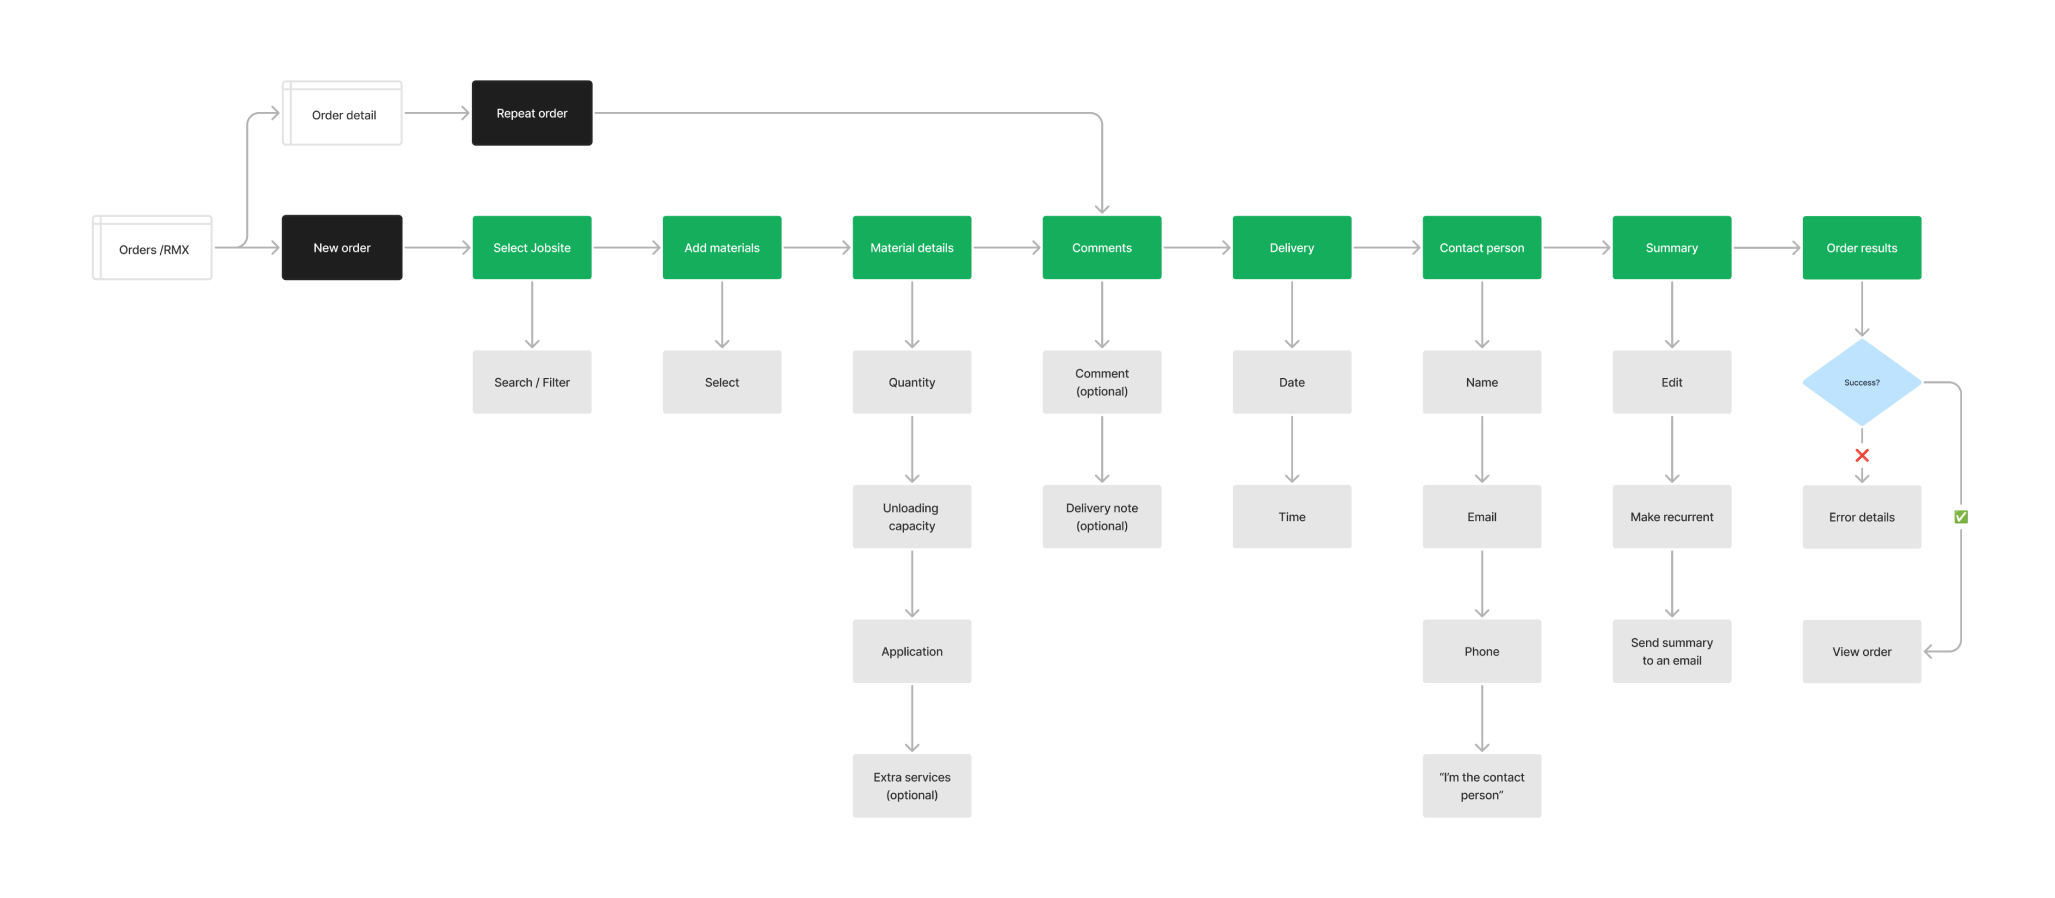 Order detail
Repeat order
Orders /RMX
New order
Select Jobsite
Add materials
Material details
Comments
Delivery
Contact person
Summary
Order results
Search / Filter
Select
Quantity
Comment
(optional)
Date
Name
Edit
Success?
Unloading
capacity
Delivery note
(optional)
Time
Email
Make recurrent
Error details
Application
Phone
Send summary
to an email
View order
Extra services
(optional)
“I’m the contact
person”